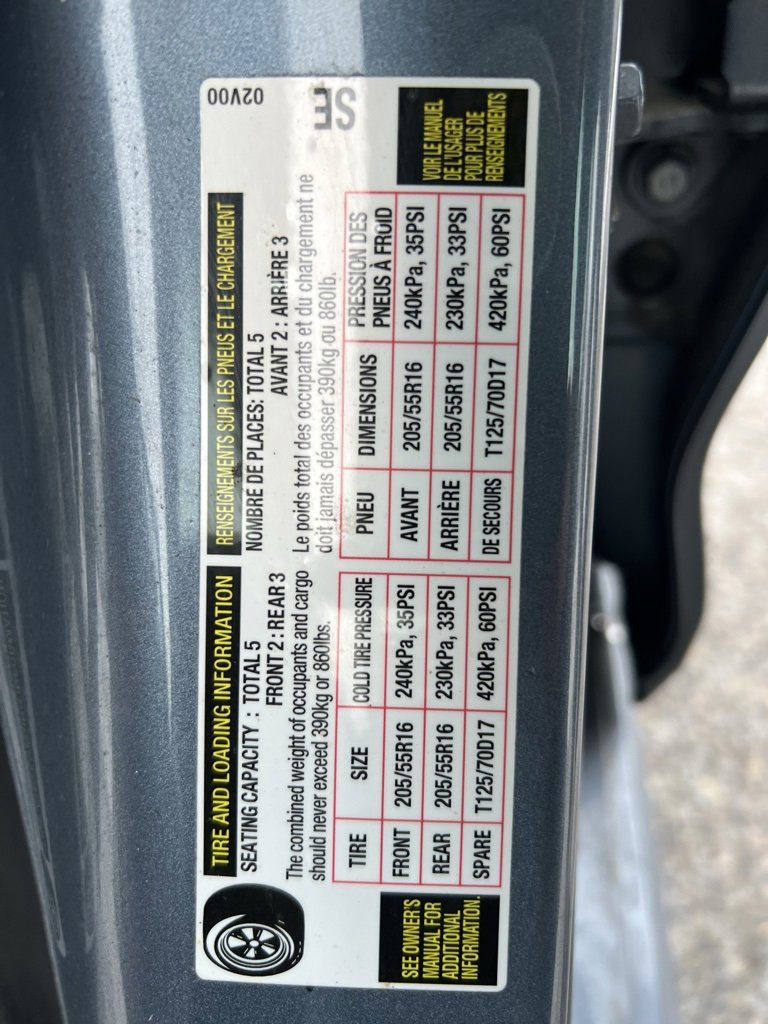 TIRE AND LOADING INFORMATION
SEATING CAPACITY : TOTAL 5
FRONT 2 : REAR 3
The combined weight of occupants and cargo
should never exceed 390kg or 860lbs.
TIRE SIZE COLD TIRE PRESSURE
FRONT 205/55R16 240kPa, 35PSI
REAR 205/55R16 230kPa, 33PSI
SPARE T125/70D17 420kPa, 60PSI
SEE OWNER'S
MANUAL FOR
ADDITIONAL
INFORMATION.
RENSEIGNEMENTS SUR LES PNEUS ET LE CHARGEMENT
NOMBRE DE PLACES: TOTAL 5
AVANT 2 : ARRIÈRE 3
Le poids total des occupants et du chargement ne
doit jamais dépasser 390kg ou 860lb.
PNEU DIMENSIONS PRESSION DES
PNEUS À FROID
AVANT 205/55R16 240kPa, 35PSI
ARRIÈRE 205/55R16 230kPa, 33PSI
DE SECOURS T125/70D17 420kPa, 60PSI
VOIR LE MANUEL
DE L'USAGER
POUR PLUS DE
RENSEIGNEMENTS
02V00
SE